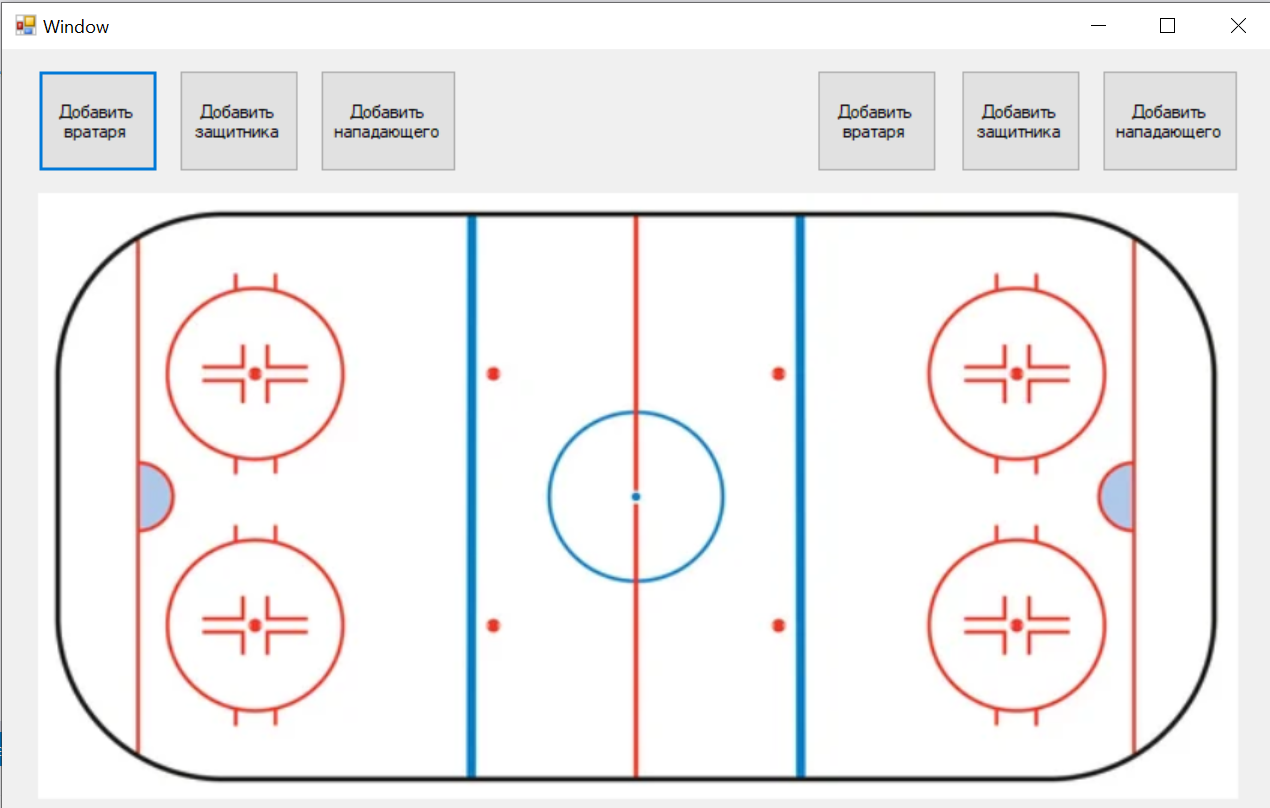 Window
Добавить
вратаря
Добавить
защитника
Добавить
нападающего
Добавить
вратаря
Добавить
защитника
Добавить
нападающего